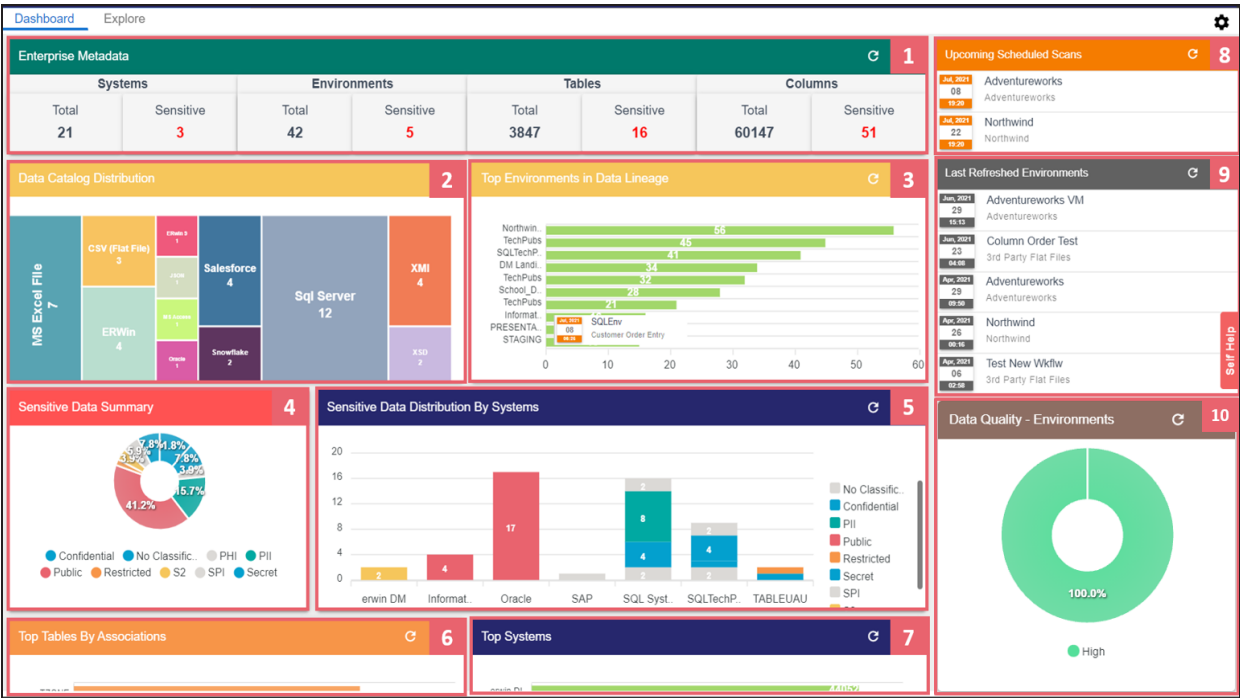 Dashboard Explore
Enterprise Metadata 1
Systems Environments Tables Columns
Total Sensitive Total Sensitive Total Sensitive Total Sensitive
21 3 42 5 3847 16 60147 51
Data Catalog Distribution 2
MS Excel File
7
CSV (Flat File)
3
ERWin
4
1
JSON
1
1
Oracle
1
Salesforce
4
Snowflake
2
Sql Server
12
XMI
4
XSD
2
Top Environments in Data Lineage 3
Northwin.. 56
TechPubs 45
SQLTechP.. 41
DM Landi.. 34
TechPubs 32
School_D.. 28
TechPubs 21
Informat..
PRESENTA..
STAGING
Jul, 2021
08
SQLEnv
Customer Order Entry
0 10 20 30 40 50 60
Sensitive Data Summary 4
7.8%
1.8%
5.9%
3.9%
7.8%
3.9%
15.7%
41.2%
Confidential No Classific.. PHI PII
Public Restricted S2 SPI Secret
Sensitive Data Distribution By Systems 5
20
16
12
8
4
0
2
4
17
2
8
4
2
2
4
2
erwin DM Informat.. Oracle SAP SQL Syst.. SQLTechP.. TABLEUAU
No Classific..
Confidential
PII
Public
Restricted
Secret
SPI
Top Tables By Associations 6
Top Systems 7
44052
Upcoming Scheduled Scans 8
Jul, 2021
08
19:20
Adventureworks
Adventureworks
Jul, 2021
22
19:20
Northwind
Northwind
Last Refreshed Environments 9
Jun, 2021
29
15:13
Adventureworks VM
Adventureworks
Jun, 2021
23
04:08
Column Order Test
3rd Party Flat Files
Apr, 2021
29
09:50
Adventureworks
Adventureworks
Apr, 2021
26
00:16
Northwind
Northwind
Apr, 2021
06
02:58
Test New Wkflw
3rd Party Flat Files
Self Help
Data Quality - Environments 10
100.0%
High